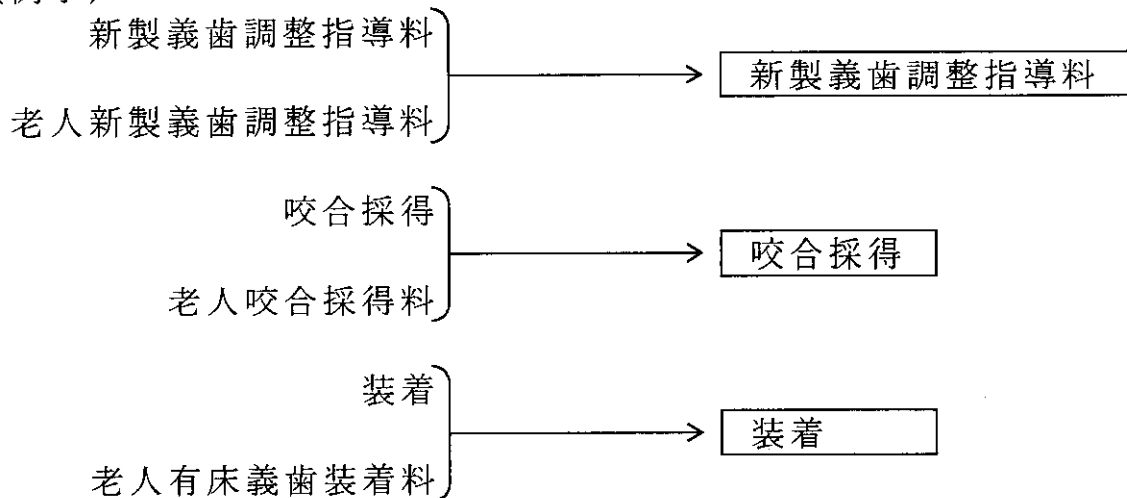 新製義歯調整指導料
新製義歯調整指導料
老人新製義歯調整指導料
咬合採得
咬合採得
老人咬合採得料
装着
装着
老人有床義歯装着料